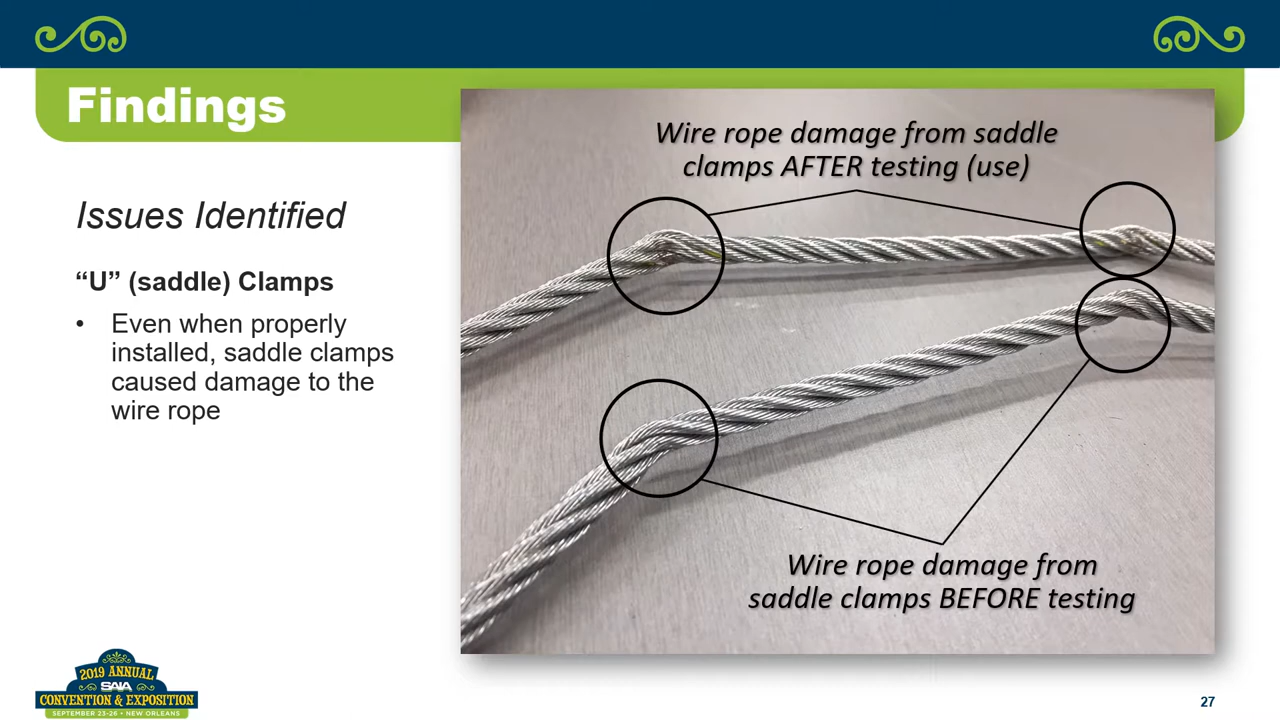 Findings
Issues Identified
“U” (saddle) Clamps
• Even when properly
installed, saddle clamps
caused damage to the
wire rope
Wire rope damage from saddle
clamps AFTER testing (use)
Wire rope damage from
saddle clamps BEFORE testing
2019 ANNUAL
SAIA
CONVENTION & EXPOSITION
SEPTEMBER 23-26 • NEW ORLEANS
27